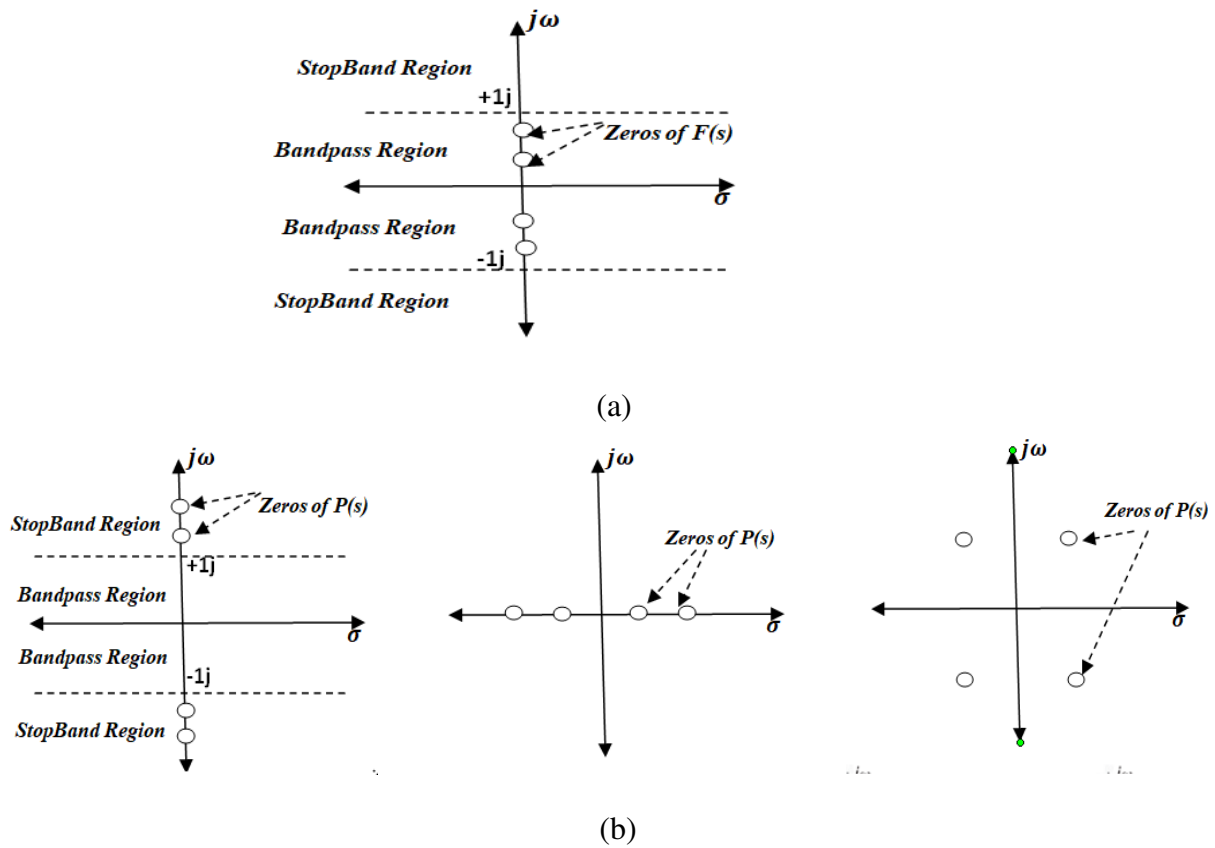 jω
StopBand Region
+1j
Zeros of F(s)
Bandpass Region
σ
Bandpass Region
-1j
StopBand Region
(a)
jω
Zeros of P(s)
StopBand Region
+1j
Bandpass Region
σ
Bandpass Region
-1j
StopBand Region
jω
Zeros of P(s)
σ
jω
Zeros of P(s)
σ
(b)